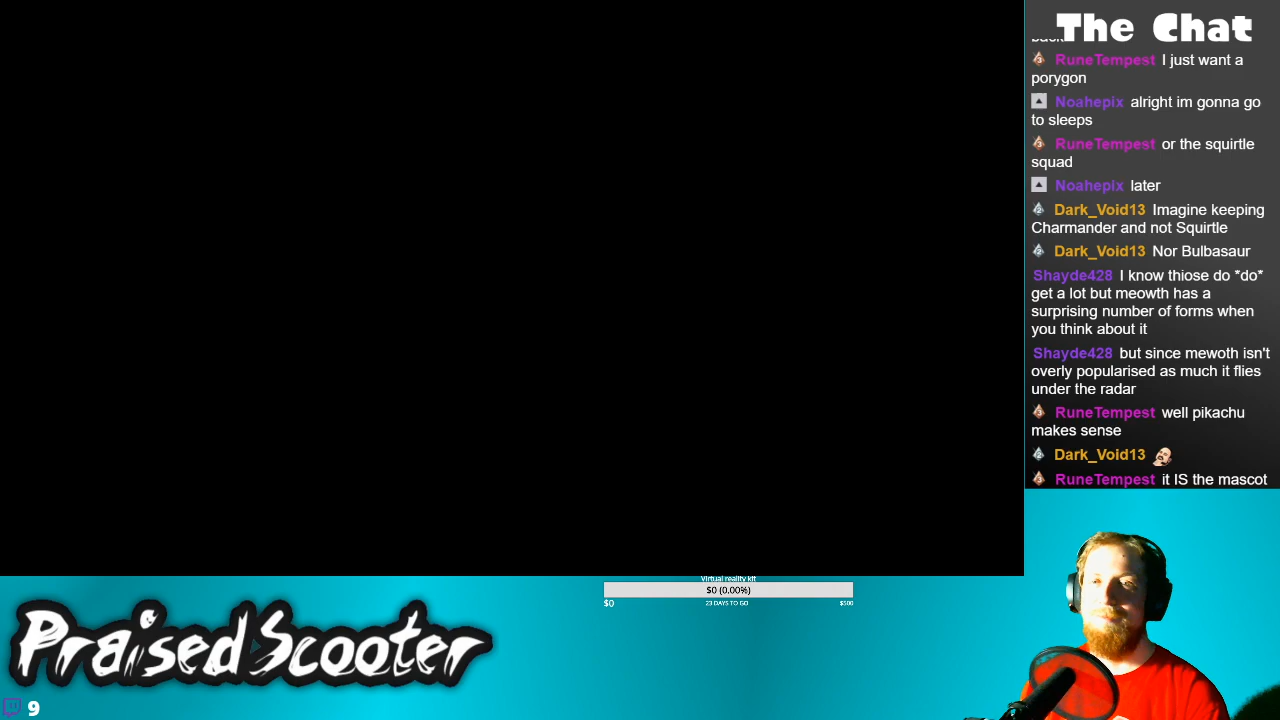 The Chat
RuneTempest I just want a
porygon
Noahepix alright im gonna go
to sleeps
RuneTempest or the squirtle
squad
Noahepix later
Dark_Void13 Imagine keeping
Charmander and not Squirtle
Dark_Void13 Nor Bulbasaur
Shayde428 I know thiose do *do*
get a lot but meowth has a
surprising number of forms when
you think about it
Shayde428 but since mewoth isn't
overly popularised as much it flies
under the radar
RuneTempest well pikachu
makes sense
Dark_Void13
RuneTempest it IS the mascot
Virtual reality kit
$0 (0.00%)
$0 23 DAYS TO GO $500
Praised Scooter
9